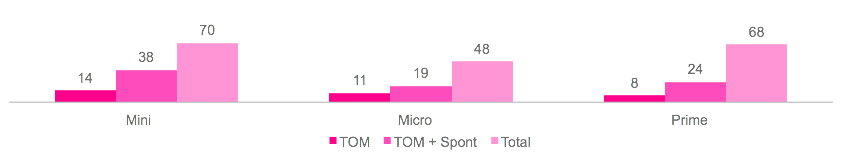 70
68
48
38
24
19
14
11
8
Mini
Micro
Prime
TOM
TOM + Spont
Total